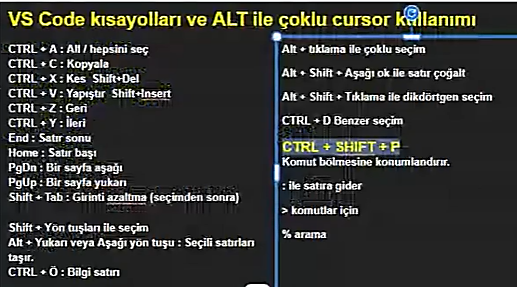 VS Code kısayolları ve ALT ile çoklu cursor kullanımı
CTRL + A : All / hepsini seç
CTRL + C : Kopyala
CTRL + X : Kes Shift+Del
CTRL + V : Yapıştır Shift+Insert
CTRL + Z : Geri
CTRL + Y : İleri
End : Satır sonu
Home : Satır başı
PgDn : Bir sayfa aşağı
PgUp : Bir sayfa yukarı
Shift + Tab : Girinti azaltma (seçimden sonra)
Shift + Yön tuşları ile seçim
Alt + Yukarı veya Aşağı yön tuşu : Seçili satırları
taşır.
CTRL + Ö : Bilgi satırı
Alt + tıklama ile çoklu seçim
Alt + Shift + Aşağı ok ile satır çoğalt
Alt + Shift + Tıklama ile dikdörtgen seçim
CTRL + D Benzer seçim
CTRL + SHIFT + P
Komut bölmesine konumlandırır.
: ile satıra gider
> komutlar için
% arama